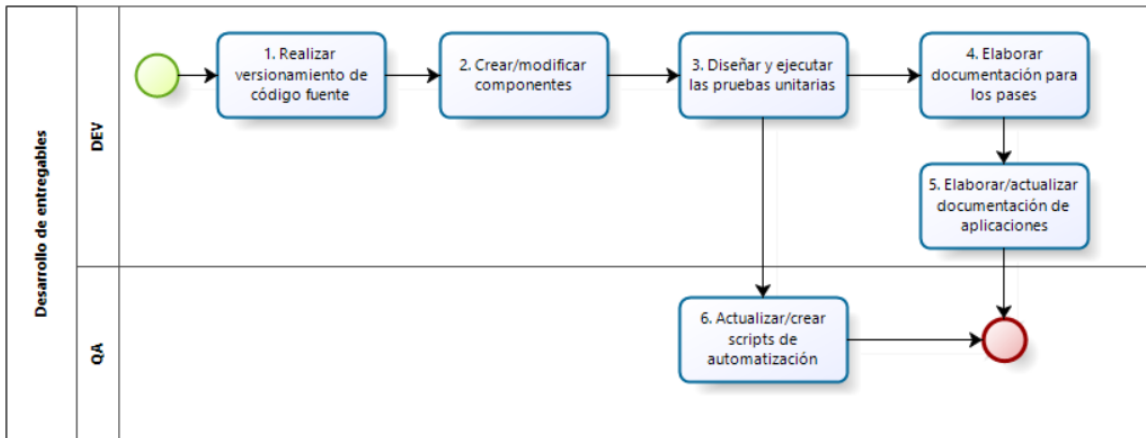 Desarrollo de entregables
DEV
1. Realizar
versionamiento de
código fuente
2. Crear/modificar
componentes
3. Diseñar y ejecutar
las pruebas unitarias
4. Elaborar
documentación para
los pases
5. Elaborar/actualizar
documentación de
aplicaciones
QA
6. Actualizar/crear
scripts de
automatización